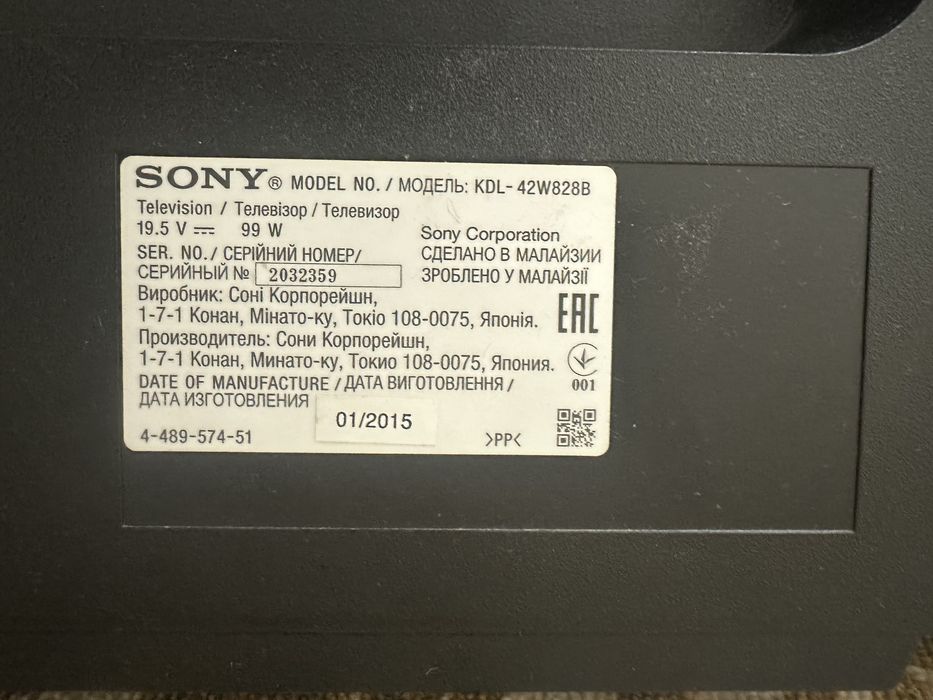 SONY® MODEL NO. / МОДЕЛЬ: KDL-42W828B
Television / Телевізор / Телевизор
19.5 V ⎓ 99 W
Sony Corporation
SER. NO./ СЕРІЙНИЙ НОМЕР/
СДЕЛАНО В МАЛАЙЗИИ
СЕРИЙНЫЙ № 2032359
ЗРОБЛЕНО У МАЛАЙЗІЇ
Виробник: Соні Корпорейшн,
1-7-1 Конан, Мінато-ку, Токіо 108-0075, Японія.
EAC
Производитель: Сони Корпорейшн,
1-7-1 Конан, Минато-ку, Токио 108-0075, Япония.
001
DATE OF MANUFACTURE / ДАТА ВИГОТОВЛЕННЯ /
ДАТА ИЗГОТОВЛЕНИЯ
01/2015
4-489-574-51
>PP<